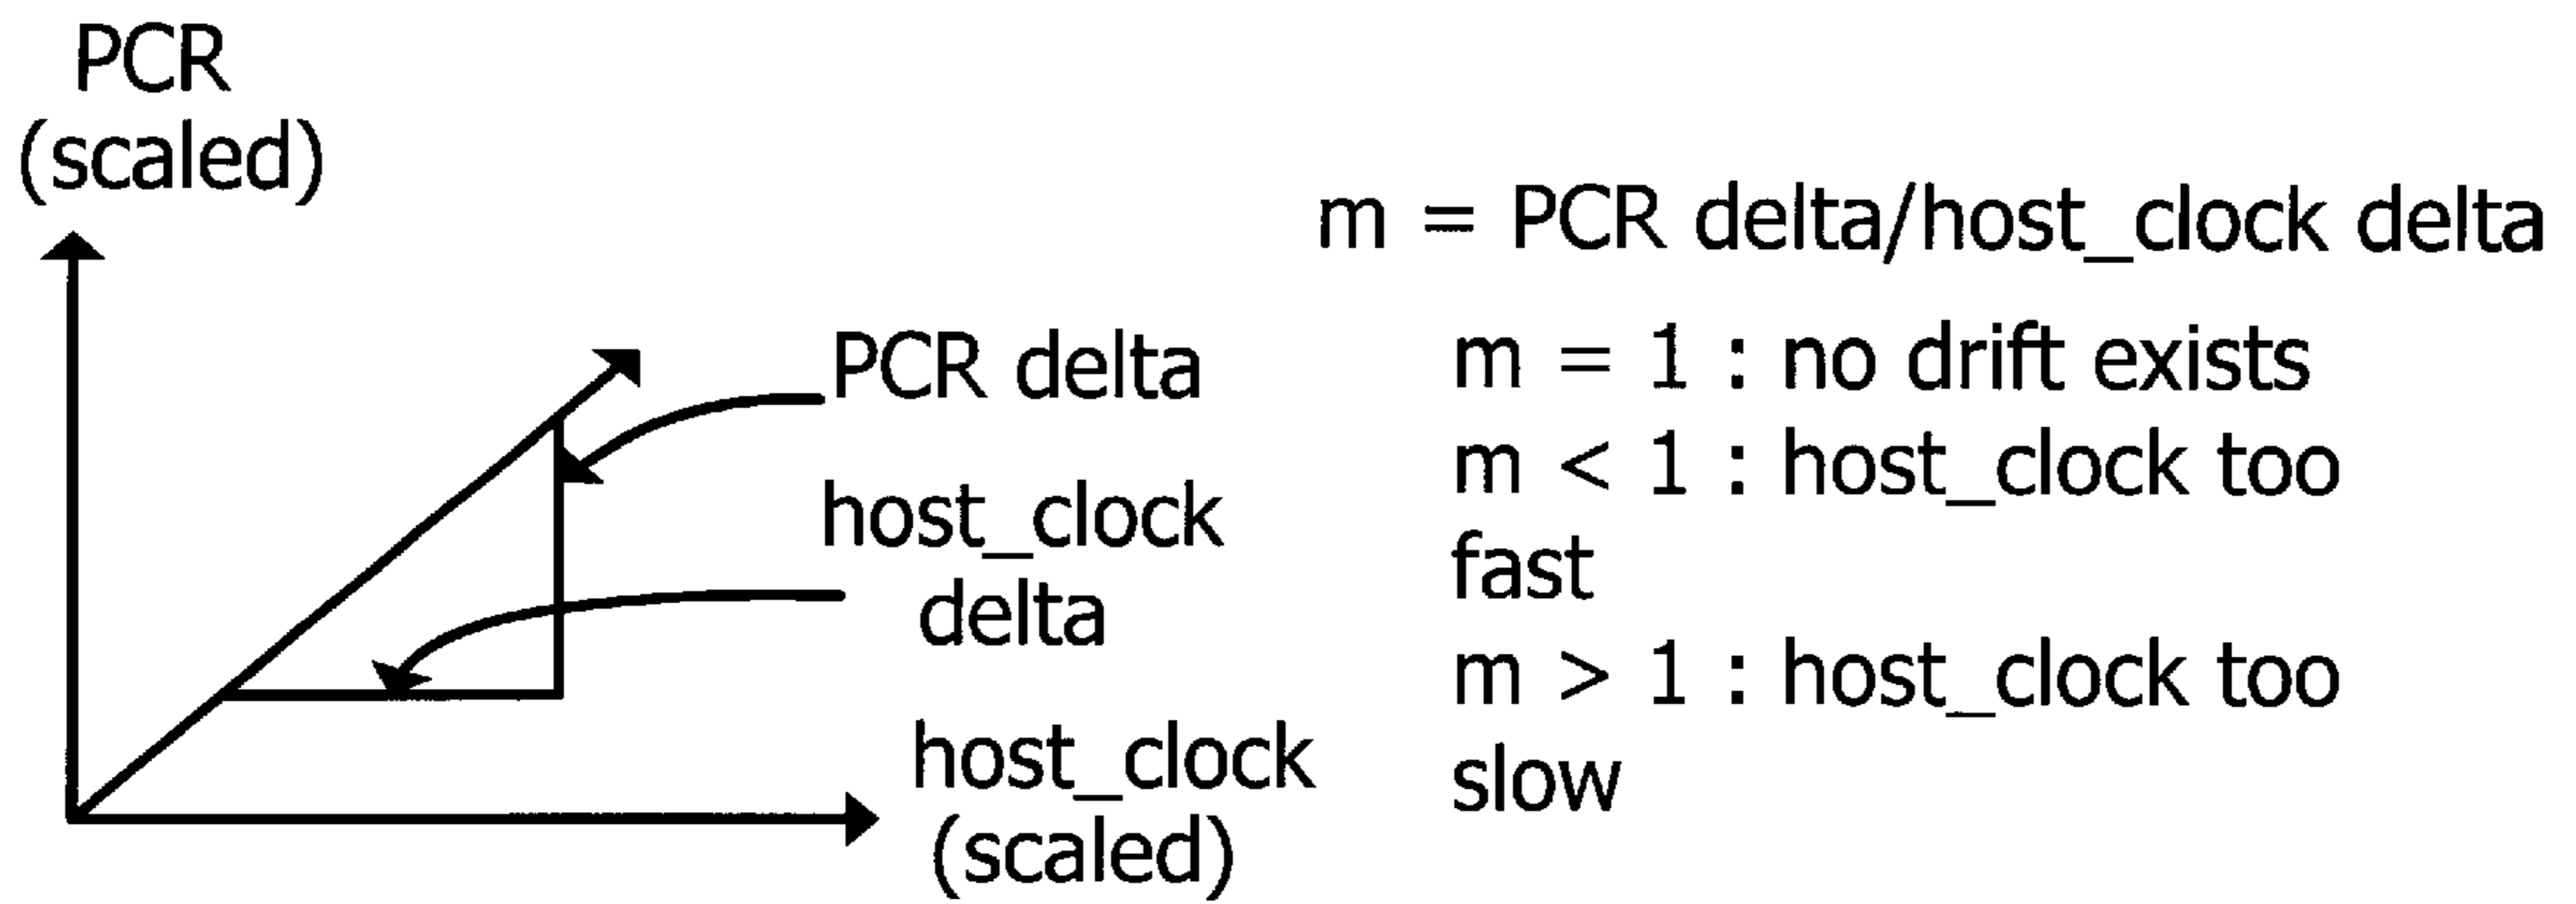 PCR
(scaled)
m = PCR delta/host_clock delta
PCR delta
m = 1 : no drift exists
host_clock
delta
m < 1 : host_clock too
fast
m > 1 : host_clock too
slow
host_clock
(scaled)